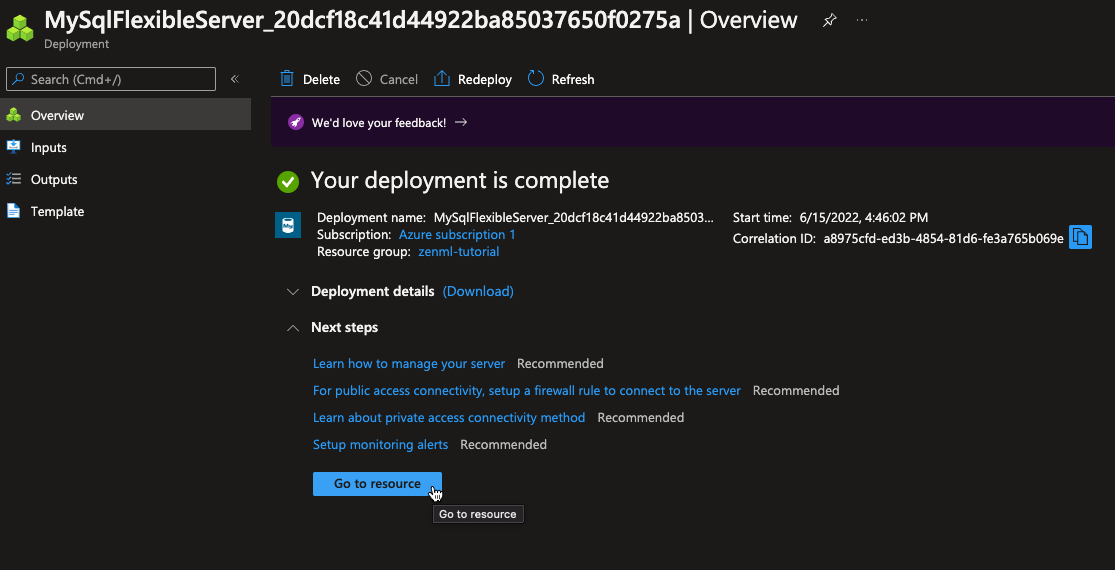 MySqlFlexibleServer_20dcf18c41d44922ba85037650f0275a | Overview
Deployment
Search (Cmd+/)
«
Delete
Cancel
Redeploy
Refresh
Overview
Inputs
Outputs
Template
We'd love your feedback! →
Your deployment is complete
My
Deployment name: MySqlFlexibleServer_20dcf18c41d44922ba8503...
Subscription: Azure subscription 1
Resource group: zenml-tutorial
Start time: 6/15/2022, 4:46:02 PM
Correlation ID: a8975cfd-ed3b-4854-81d6-fe3a765b069e
Deployment details (Download)
Next steps
Learn how to manage your server Recommended
For public access connectivity, setup a firewall rule to connect to the server Recommended
Learn about private access connectivity method Recommended
Setup monitoring alerts Recommended
Go to resource
Go to resource